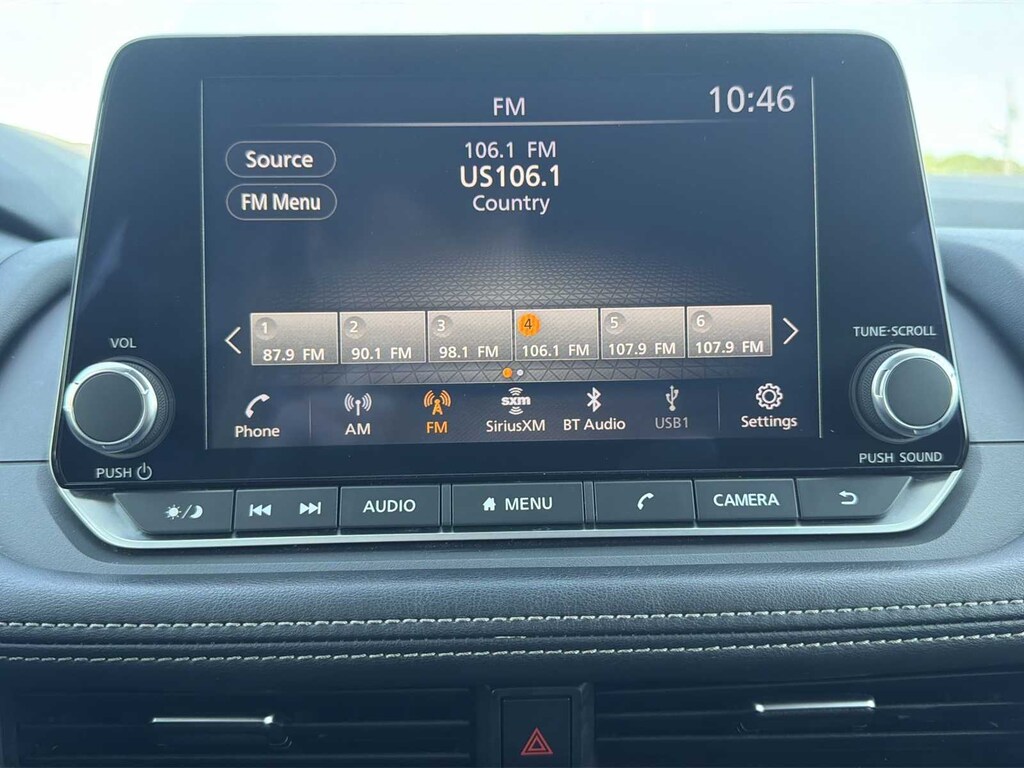 FM
10:46
Source
FM Menu
106.1 FM
US106.1
Country
1
87.9 FM
2
90.1 FM
3
98.1 FM
4
106.1 FM
5
107.9 FM
6
107.9 FM
Phone
AM
FM
sxm
SiriusXM
BT Audio
USB1
Settings
VOL
PUSH
TUNE·SCROLL
PUSH SOUND
AUDIO
MENU
CAMERA